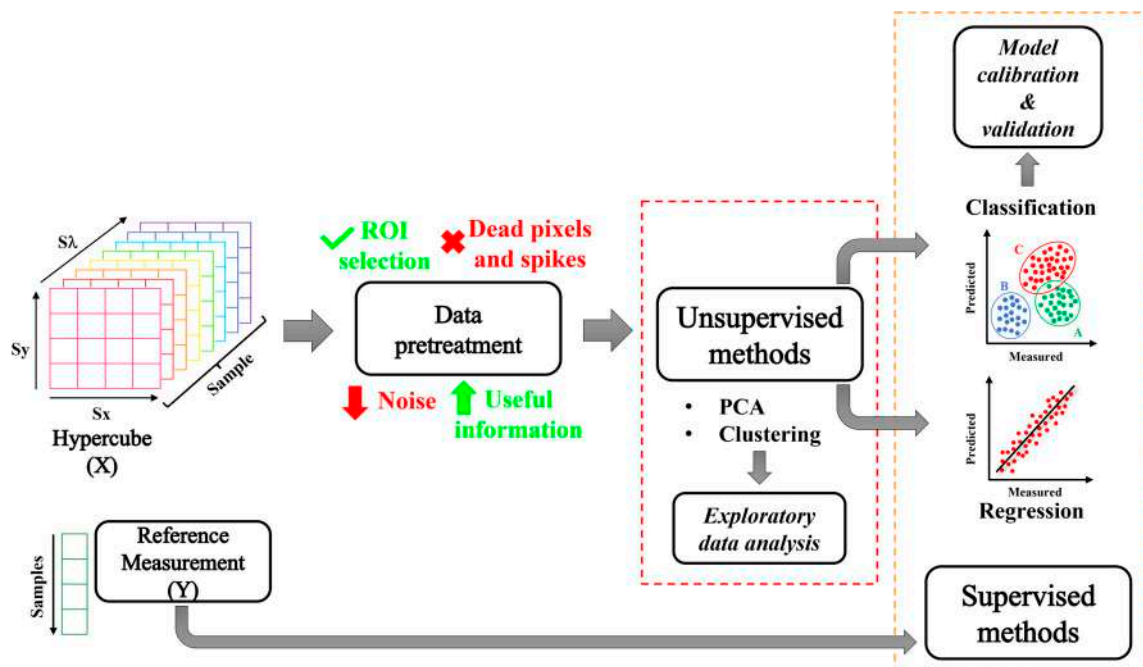 Sλ
Sy
Sx
Sample
Hypercube
(X)
ROI
selection
Dead pixels
and spikes
Data
pretreatment
Noise
Useful
information
Unsupervised
methods
• PCA
• Clustering
Exploratory
data analysis
Model
calibration
&
validation
Classification
Predicted
C
B
A
Measured
Predicted
Measured
Regression
Samples
Reference
Measurement
(Y)
Supervised
methods